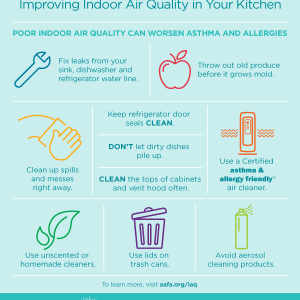 Improving Indoor Air Quality in Your Kitchen
POOR INDOOR AIR QUALITY CAN WORSEN ASTHMA AND ALLERGIES
Fix leaks from your
sink, dishwasher and
refrigerator water line.
Throw out old produce
before it grows mold.
Clean up spills
and messes
right away.
Keep refrigerator door
seals CLEAN.
DON'T let dirty dishes
pile up.
CLEAN the tops of cabinets
and vent hood often.
Use a Certified
asthma &
allergy friendly®
air cleaner.
Use unscented or
homemade cleaners.
Use lids on
trash cans.
Avoid aerosol
cleaning products.
To learn more, visit aafa.org/iaq